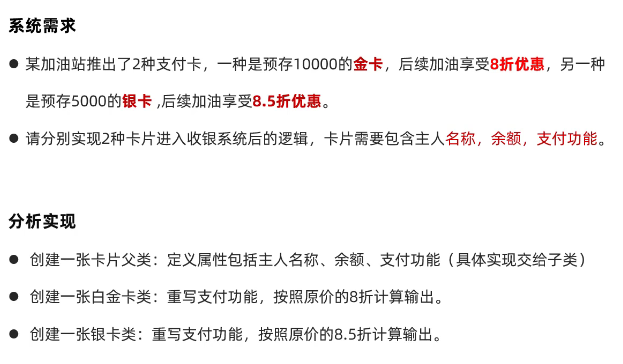 系统需求
● 某加油站推出了2种支付卡，一种是预存10000的金卡，后续加油享受8折优惠，另一种
是预存5000的银卡 ,后续加油享受8.5折优惠。
● 请分别实现2种卡片进入收银系统后的逻辑，卡片需要包含主人名称，余额，支付功能。
分析实现
● 创建一张卡片父类：定义属性包括主人名称、余额、支付功能（具体实现交给子类）
● 创建一张白金卡类：重写支付功能，按照原价的8折计算输出。
● 创建一张银卡类：重写支付功能，按照原价的8.5折计算输出。